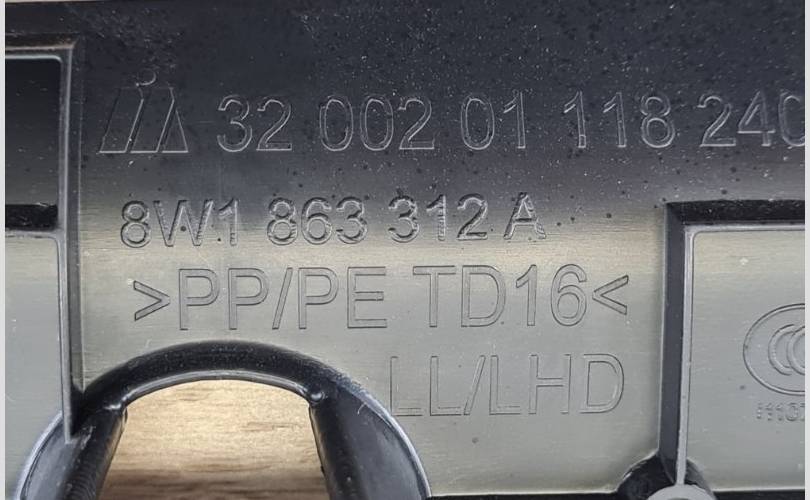 32 002 01 118 240
8W1 863 312 A
>PP/PE TD16<
LL/LHD